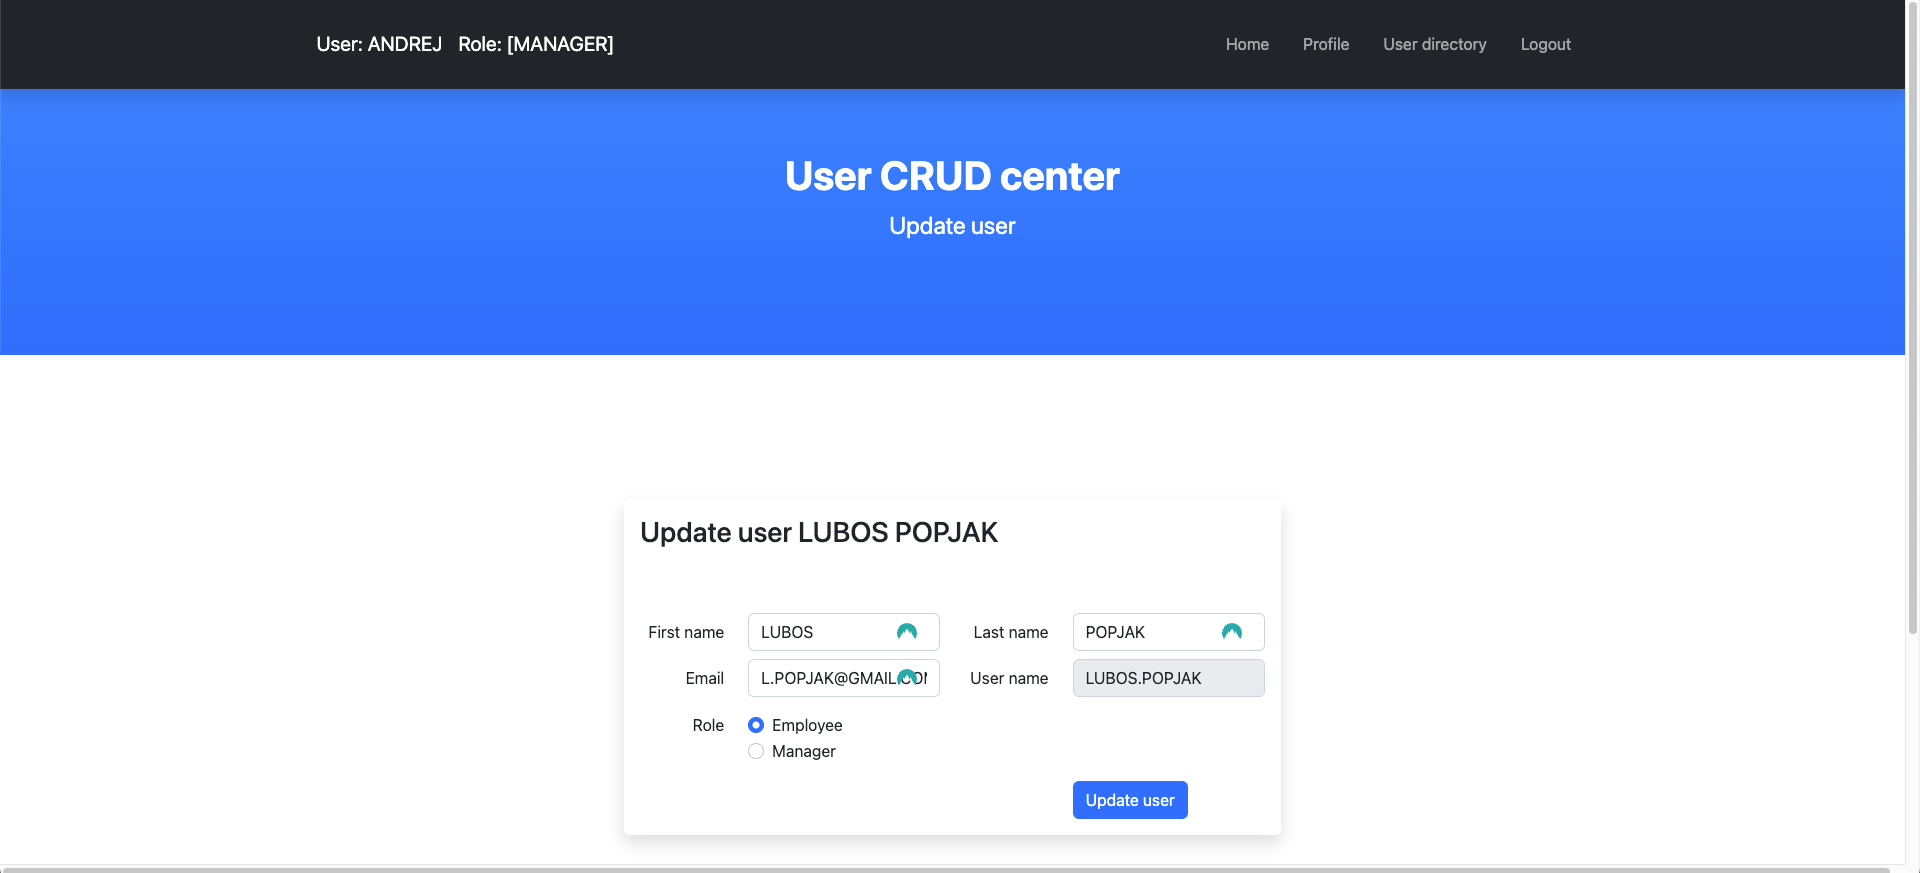 User: ANDREJ Role: [MANAGER]
Home Profile User directory Logout
User CRUD center
Update user
Update user LUBOS POPJAK
First name LUBOS Last name POPJAK
Email L.POPJAK@GMAIL.COM User name LUBOS.POPJAK
Role Employee
Manager
Update user